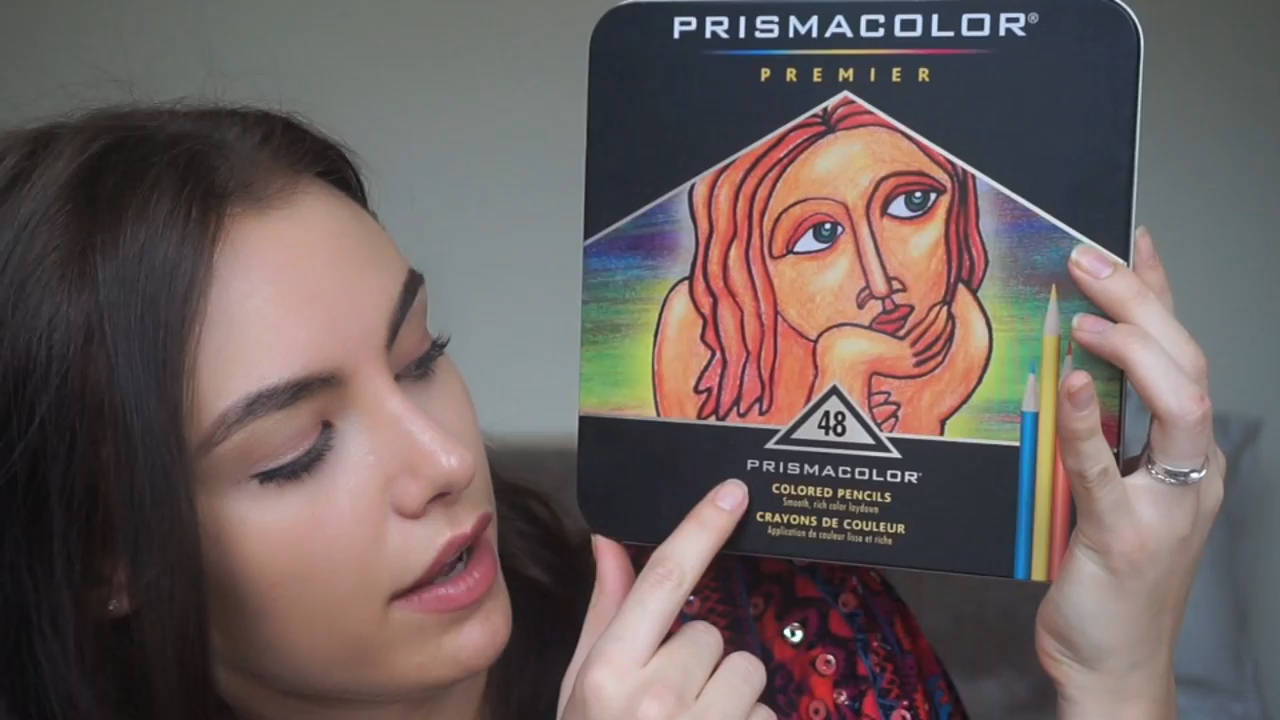 PRISMACOLOR®
PREMIER
48
PRISMACOLOR®
COLORED PENCILS
Smooth, rich color laydown
CRAYONS DE COULEUR
Application de couleur lisse et riche